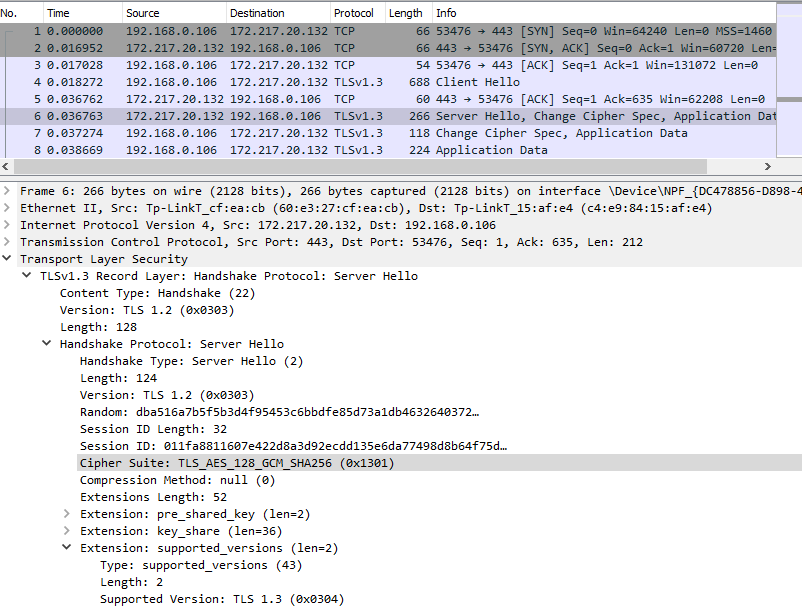 No. Time Source Destination Protocol Length Info
1 0.000000 192.168.0.106 172.217.20.132 TCP 66 53476 → 443 [SYN] Seq=0 Win=64240 Len=0 MSS=1460
2 0.016952 172.217.20.132 192.168.0.106 TCP 66 443 → 53476 [SYN, ACK] Seq=0 Ack=1 Win=60720 Len=
3 0.017028 192.168.0.106 172.217.20.132 TCP 54 53476 → 443 [ACK] Seq=1 Ack=1 Win=131072 Len=0
4 0.018272 192.168.0.106 172.217.20.132 TLSv1.3 688 Client Hello
5 0.036762 172.217.20.132 192.168.0.106 TCP 60 443 → 53476 [ACK] Seq=1 Ack=635 Win=62208 Len=0
6 0.036763 172.217.20.132 192.168.0.106 TLSv1.3 266 Server Hello, Change Cipher Spec, Application Dat
7 0.037274 192.168.0.106 172.217.20.132 TLSv1.3 118 Change Cipher Spec, Application Data
8 0.038669 192.168.0.106 172.217.20.132 TLSv1.3 224 Application Data
Frame 6: 266 bytes on wire (2128 bits), 266 bytes captured (2128 bits) on interface \Device\NPF_{DC478856-D898-4
Ethernet II, Src: Tp-LinkT_cf:ea:cb (60:e3:27:cf:ea:cb), Dst: Tp-LinkT_15:af:e4 (c4:e9:84:15:af:e4)
Internet Protocol Version 4, Src: 172.217.20.132, Dst: 192.168.0.106
Transmission Control Protocol, Src Port: 443, Dst Port: 53476, Seq: 1, Ack: 635, Len: 212
Transport Layer Security
TLSv1.3 Record Layer: Handshake Protocol: Server Hello
Content Type: Handshake (22)
Version: TLS 1.2 (0x0303)
Length: 128
Handshake Protocol: Server Hello
Handshake Type: Server Hello (2)
Length: 124
Version: TLS 1.2 (0x0303)
Random: dba516a7b5f5b3d4f95453c6bbdfe85d73a1db4632640372…
Session ID Length: 32
Session ID: 011fa8811607e422d8a3d92ecdd135e6da77498d8b64f75d…
Cipher Suite: TLS_AES_128_GCM_SHA256 (0x1301)
Compression Method: null (0)
Extensions Length: 52
Extension: pre_shared_key (len=2)
Extension: key_share (len=36)
Extension: supported_versions (len=2)
Type: supported_versions (43)
Length: 2
Supported Version: TLS 1.3 (0x0304)